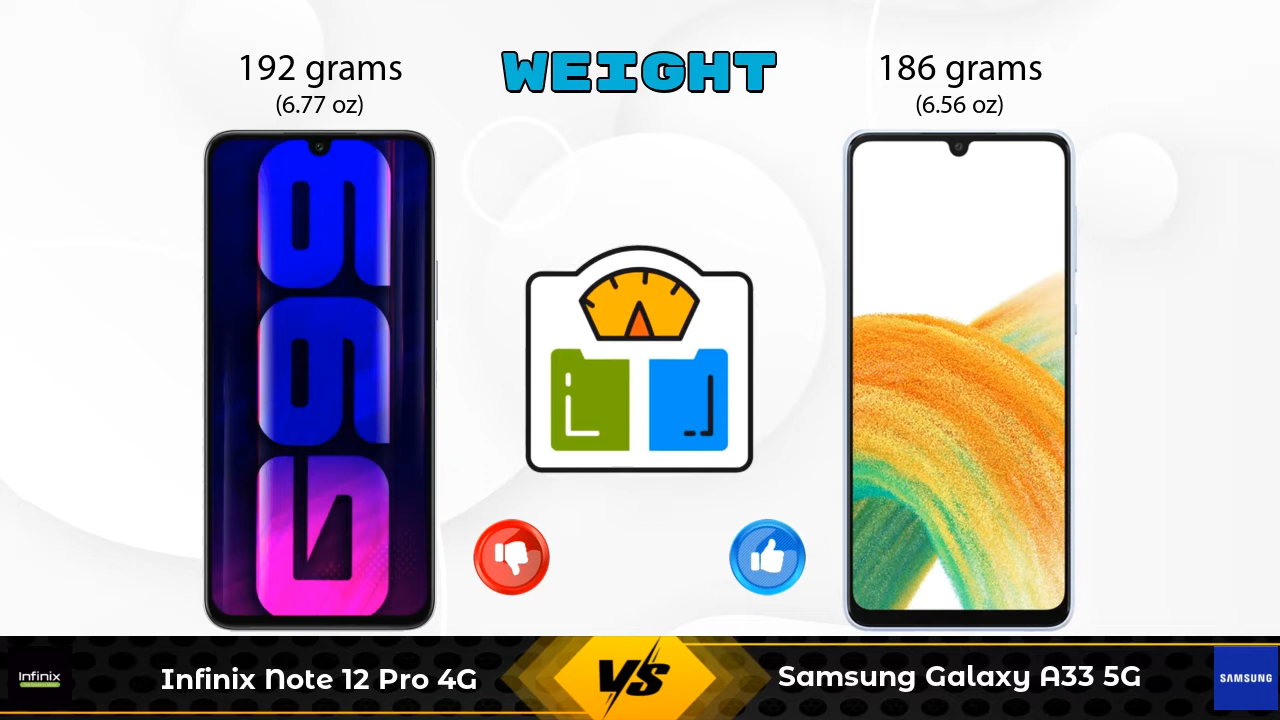 192 grams
(6.77 oz)
WEIGHT
186 grams
(6.56 oz)
G99
Infinix
Infinix Note 12 Pro 4G
VS
Samsung Galaxy A33 5G
SAMSUNG